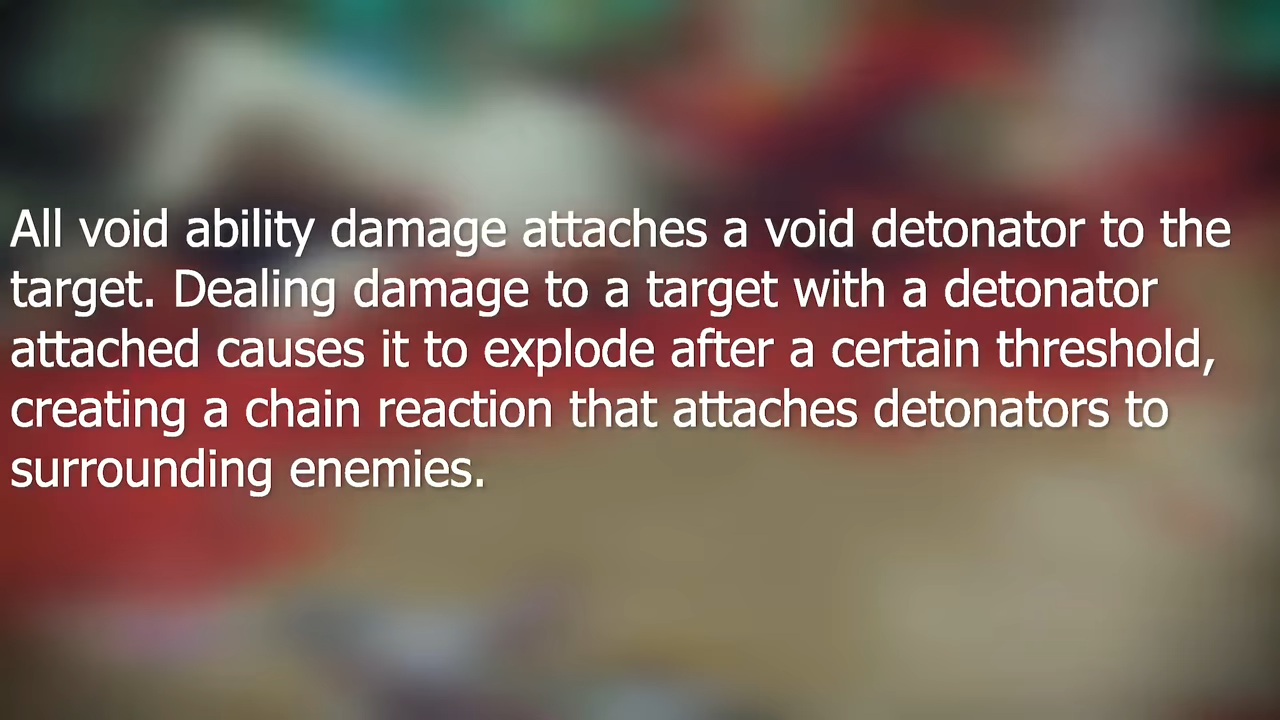 All void ability damage attaches a void detonator to the
target. Dealing damage to a target with a detonator
attached causes it to explode after a certain threshold,
creating a chain reaction that attaches detonators to
surrounding enemies.